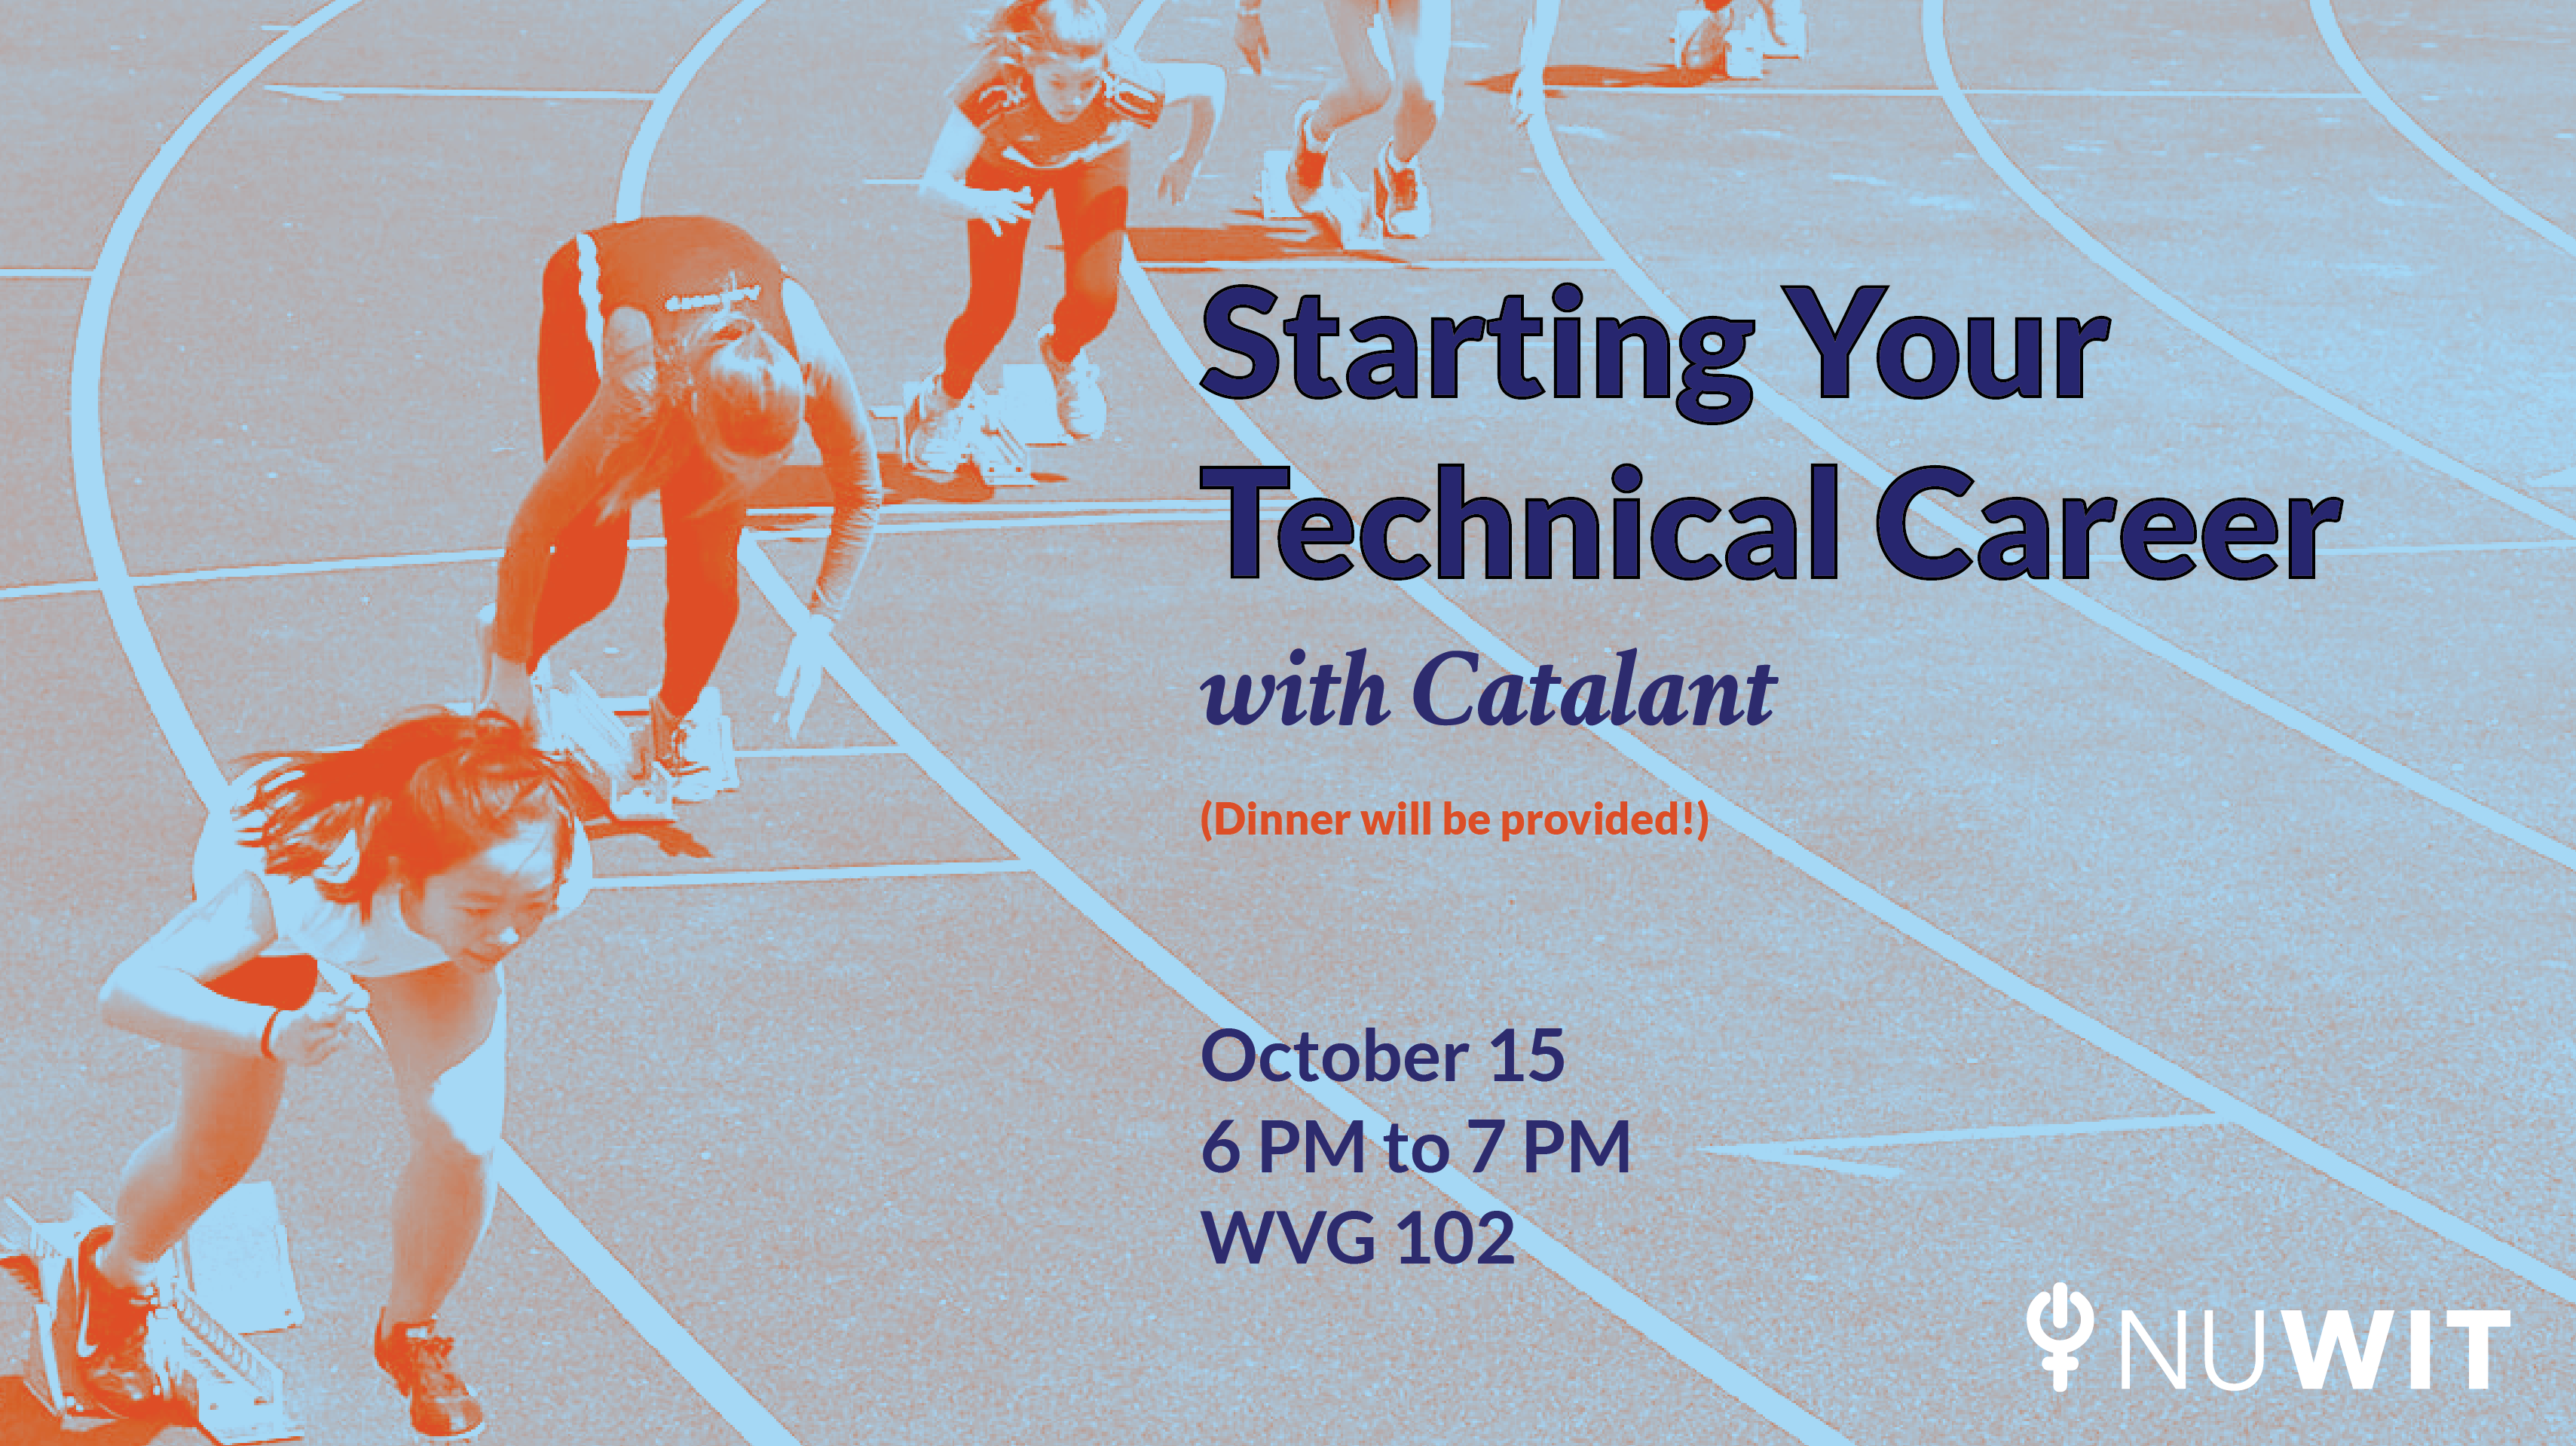 Starting Your
Technical Career
with Catalant
(Dinner will be provided!)
October 15
6 PM to 7 PM
WVG 102
NUWIT